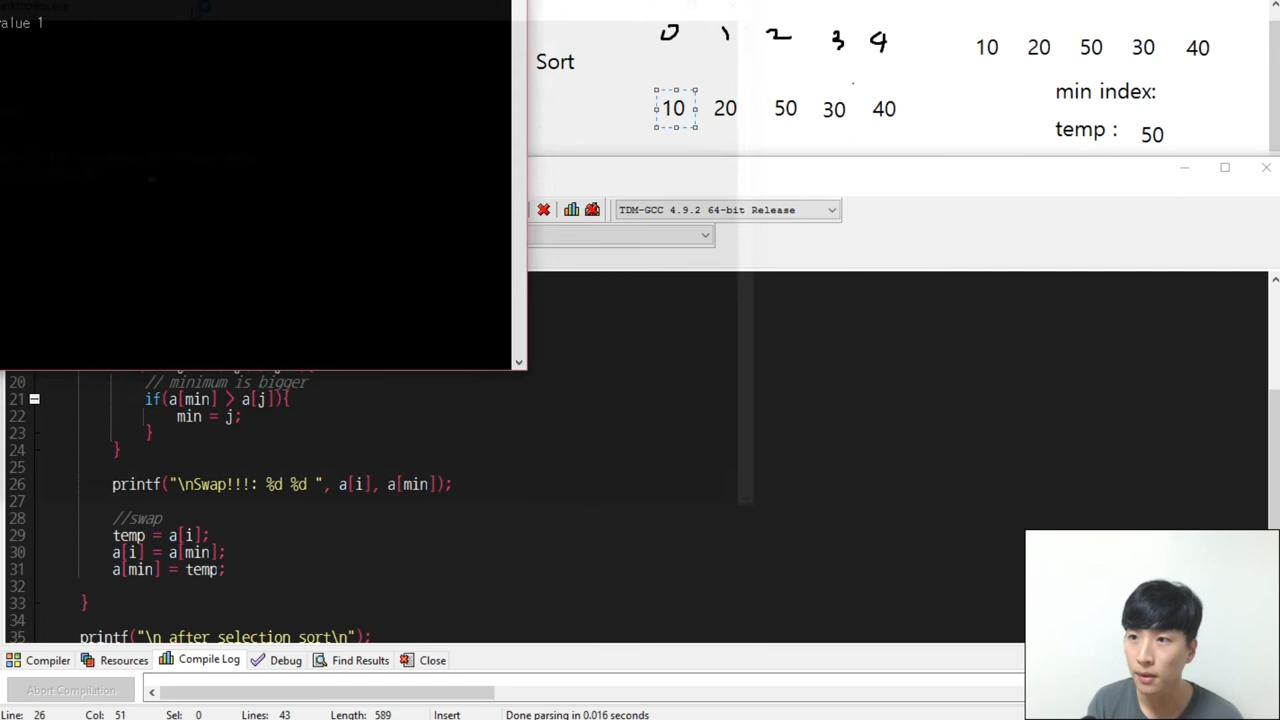 value 1
0 1 2 3 4
Sort
10 20 50 30 40
10 20 50 30 40
min index:
temp : 50
TDM-GCC 4.9.2 64-bit Release
20 // minimum is bigger
21 if(a[min] > a[j]){
22 min = j;
23 }
24 }
25
26 printf("\nSwap!!!: %d %d ", a[i], a[min]);
27
28 //swap
29 temp = a[i];
30 a[i] = a[min];
31 a[min] = temp;
32
33 }
34
35 printf("\n after selection sort\n");
Compiler Resources Compile Log Debug Find Results Close
Abort Compilation
Line: 26 Col: 51 Sel: 0 Lines: 43 Length: 589 Insert Done parsing in 0.016 seconds